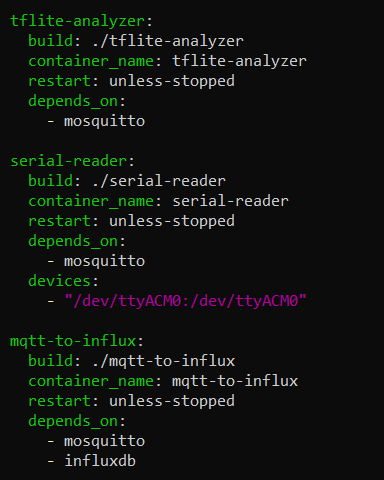 tflite-analyzer:
  build: ./tflite-analyzer
  container_name: tflite-analyzer
  restart: unless-stopped
  depends_on:
    - mosquitto

serial-reader:
  build: ./serial-reader
  container_name: serial-reader
  restart: unless-stopped
  depends_on:
    - mosquitto
  devices:
    - "/dev/ttyACM0:/dev/ttyACM0"

mqtt-to-influx:
  build: ./mqtt-to-influx
  container_name: mqtt-to-influx
  restart: unless-stopped
  depends_on:
    - mosquitto
    - influxdb